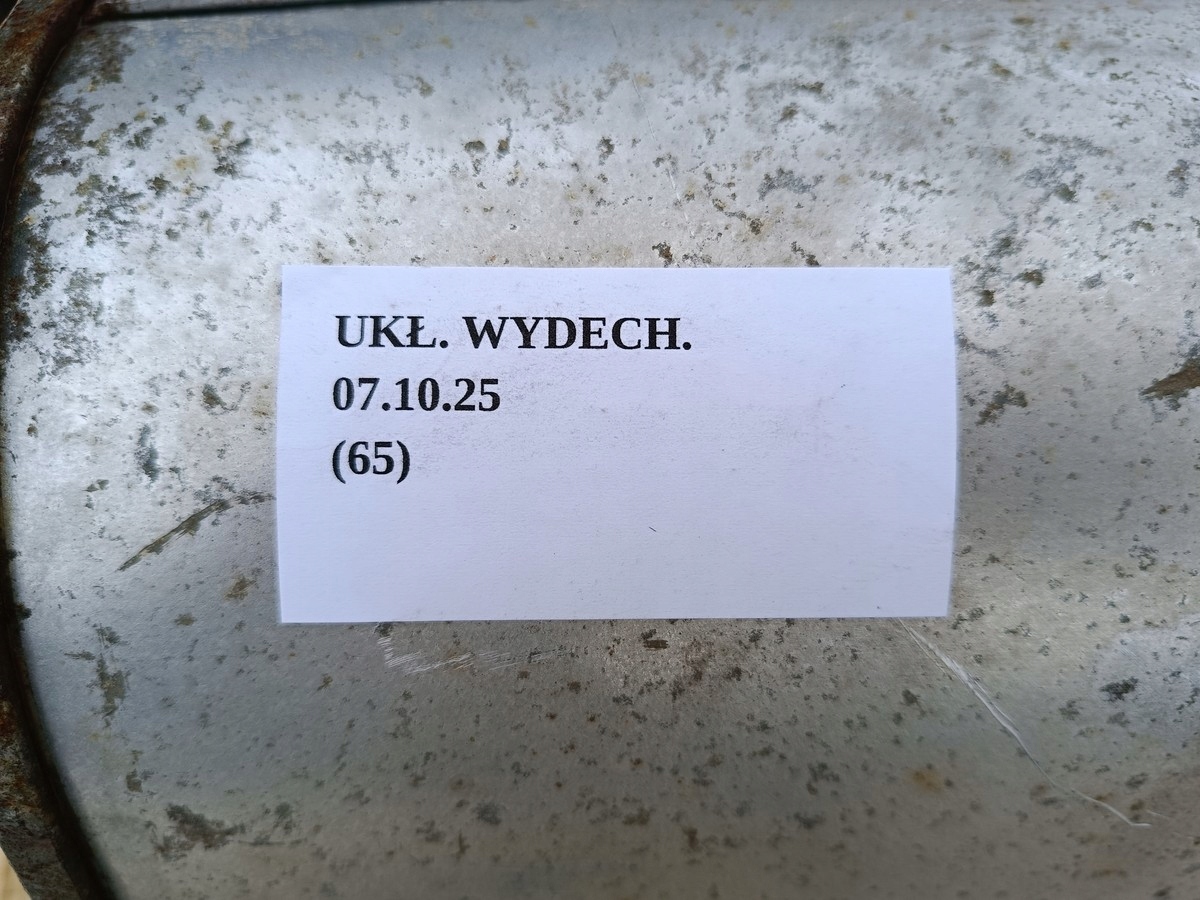 UKŁ. WYDECH.
07.10.25
(65)